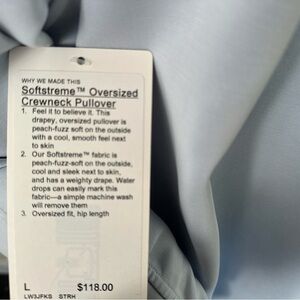 WHY WE MADE THIS
Softstreme™ Oversized
Crewneck Pullover
1. Feel it to believe it. This
drapey, oversized pullover is
peach-fuzz soft on the outside
with a cool, smooth feel next
to skin
2. Our Softstreme™ fabric is
peach-fuzz-soft on the outside,
cool and sleek next to skin,
and has a weighty drape. Water
drops can easily mark this
fabric—a simple machine wash
will remove them
3. Oversized fit, hip length
L $118.00
LW3JFKS STRH